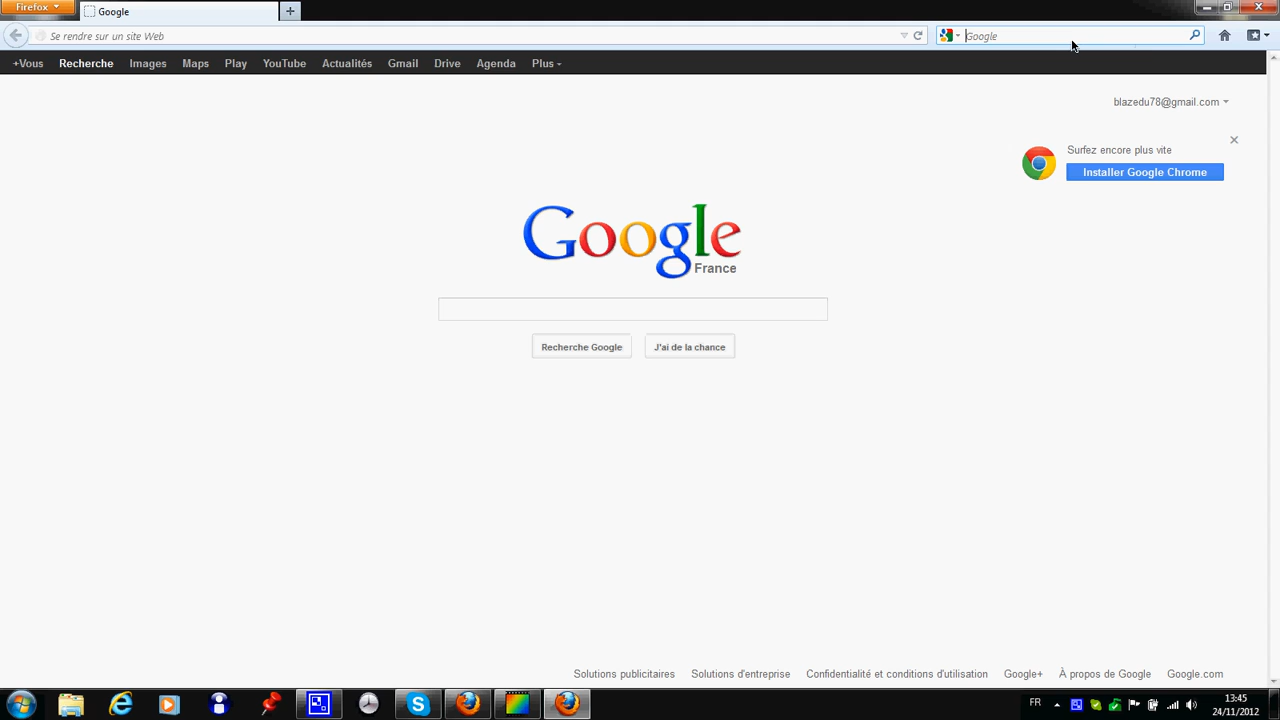 Firefox
Google
Se rendre sur un site Web
Google
+Vous Recherche Images Maps Play YouTube Actualités Gmail Drive Agenda Plus
blazedu78@gmail.com
Surfez encore plus vite
Installer Google Chrome
Google
France
Recherche Google
J'ai de la chance
Solutions publicitaires Solutions d'entreprise Confidentialité et conditions d'utilisation Google+ À propos de Google Google.com
FR
13:45
24/11/2012